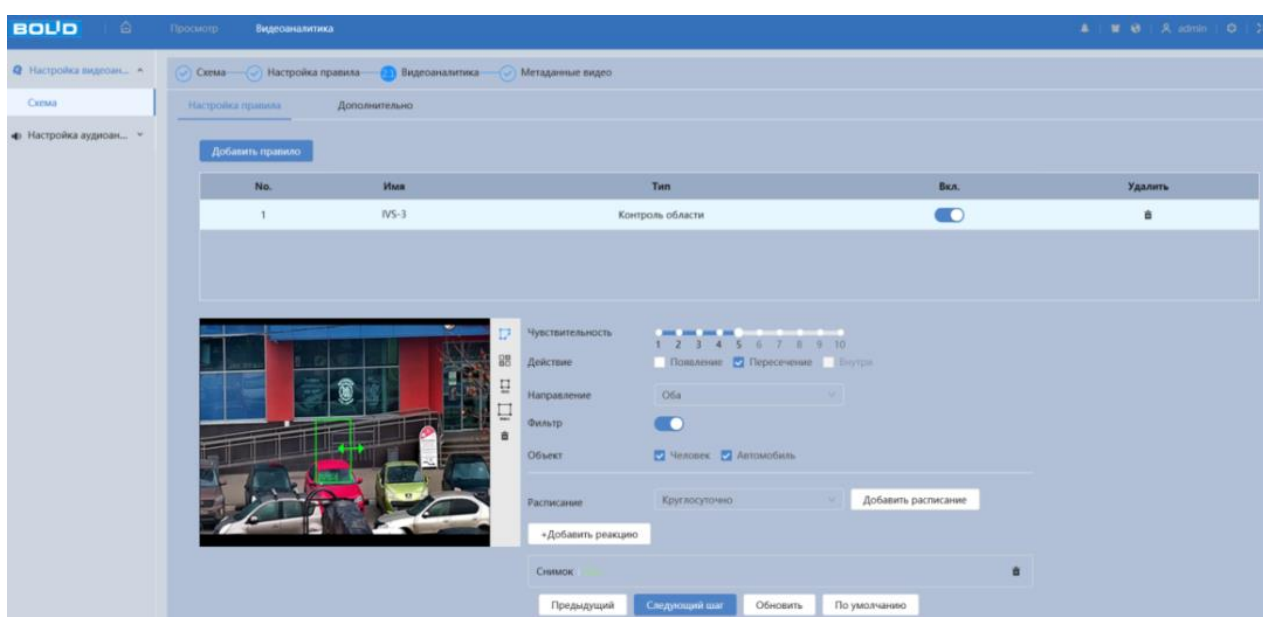 BOLID Просмотр Видеоаналитика admin
Настройка видеоан...
Схема Настройка правила 2.1 Видеоаналитика Метаданные видео
Схема
Настройка правила Дополнительно
Настройка аудиоан...
Добавить правило
No. Имя Тип Вкл. Удалить
1 IVS-3 Контроль области
Чувствительность
1 2 3 4 5 6 7 8 9 10
Действие Появление Пересечение Внутри
Направление Оба
Фильтр
Объект Человек Автомобиль
Расписание Круглосуточно Добавить расписание
+Добавить реакцию
Снимок
Предыдущий Следующий шаг Обновить По умолчанию